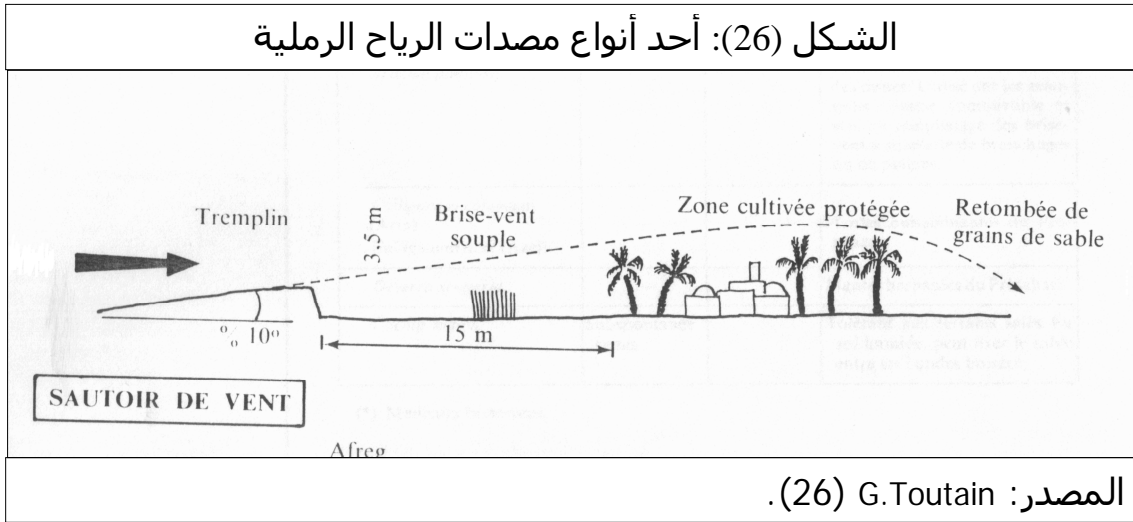 الشكل (26): أحد أنواع مصدات الرياح الرملية
Tremplin
3.5 m
Brise-vent
souple
Zone cultivée protégée
Retombée de
grains de sable
% 10°
15 m
SAUTOIR DE VENT
Afreg
المصدر: G.Toutain (26).